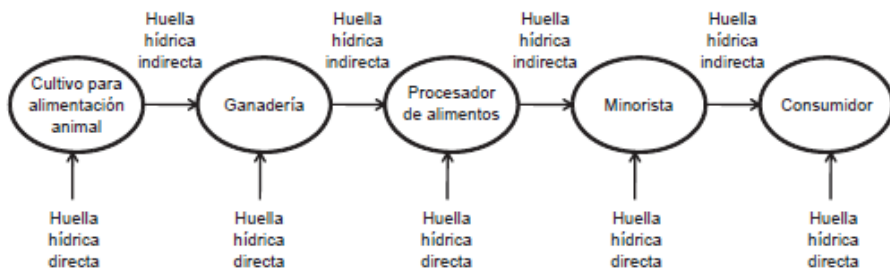 Huella
hídrica
indirecta
Huella
hídrica
indirecta
Huella
hídrica
indirecta
Huella
hídrica
indirecta
Cultivo para
alimentación
animal
Ganadería
Procesador
de alimentos
Minorista
Consumidor
Huella
hídrica
directa
Huella
hídrica
directa
Huella
hídrica
directa
Huella
hídrica
directa
Huella
hídrica
directa